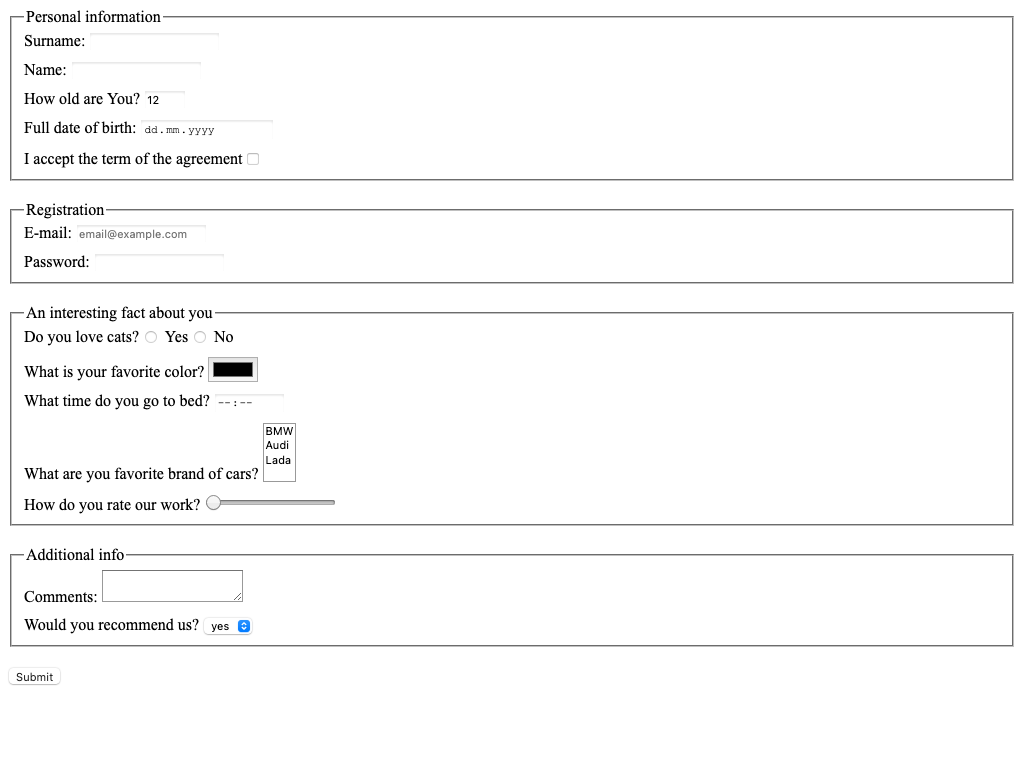 Personal information
Surname:
Name:
How old are You? 12
Full date of birth: dd.mm.yyyy
I accept the term of the agreement
Registration
E-mail: email@example.com
Password:
An interesting fact about you
Do you love cats? Yes No
What is your favorite color?
What time do you go to bed? --:--
BMW
Audi
Lada
What are you favorite brand of cars?
How do you rate our work?
Additional info
Comments:
Would you recommend us? yes
Submit